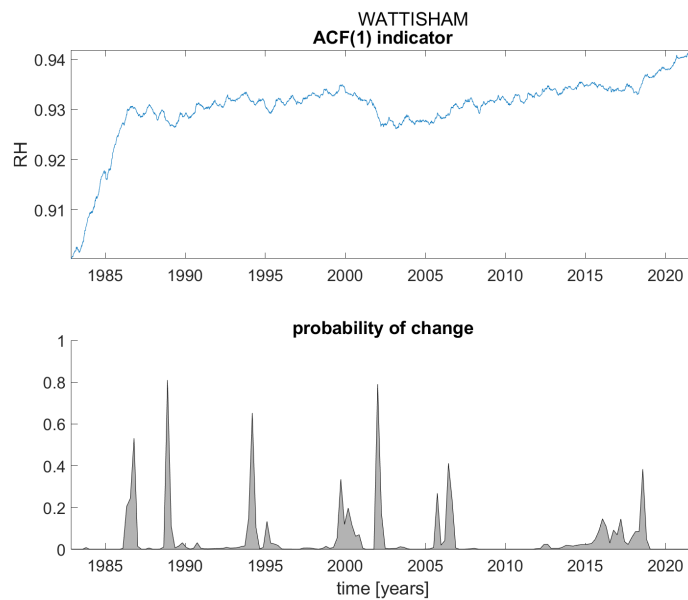 WATTISHAM
ACF(1) indicator
0.94
0.93
0.92
0.91
RH
1985 1990 1995 2000 2005 2010 2015 2020
probability of change
1
0.8
0.6
0.4
0.2
0
1985 1990 1995 2000 2005 2010 2015 2020
time [years]